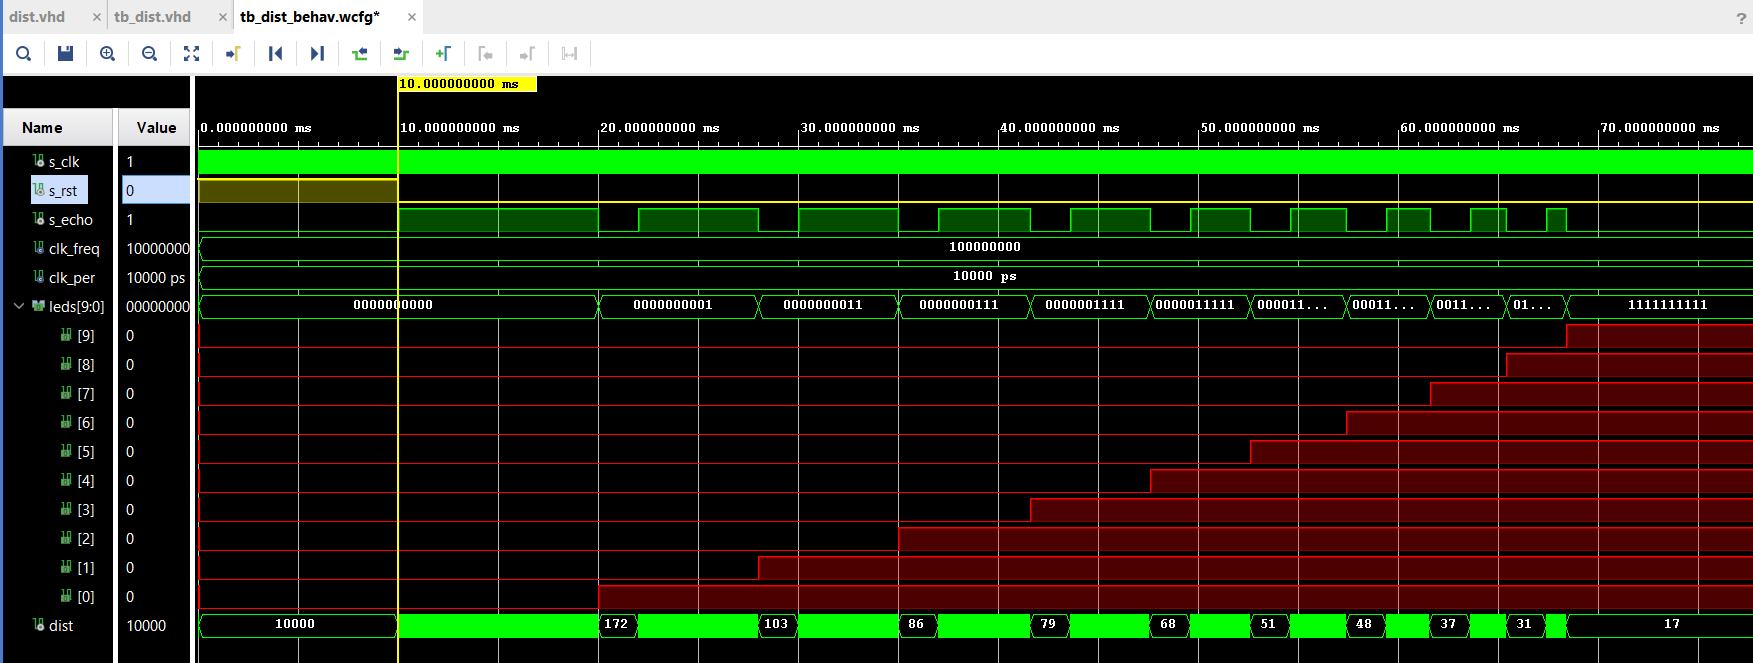 dist.vhd × tb_dist.vhd × tb_dist_behav.wcfg* × ?
10.000000000 ms
Name Value 0.000000000 ms 10.000000000 ms 20.000000000 ms 30.000000000 ms 40.000000000 ms 50.000000000 ms 60.000000000 ms 70.000000000 ms
s_clk 1
s_rst 0
s_echo 1
clk_freq 10000000 100000000
clk_per 10000 ps 10000 ps
leds[9:0] 00000000 0000000000 0000000001 0000000011 0000000111 0000001111 0000011111 000011... 00011... 0011... 01... 1111111111
[9] 0
[8] 0
[7] 0
[6] 0
[5] 0
[4] 0
[3] 0
[2] 0
[1] 0
[0] 0
dist 10000 10000 172 103 86 79 68 51 48 37 31 17